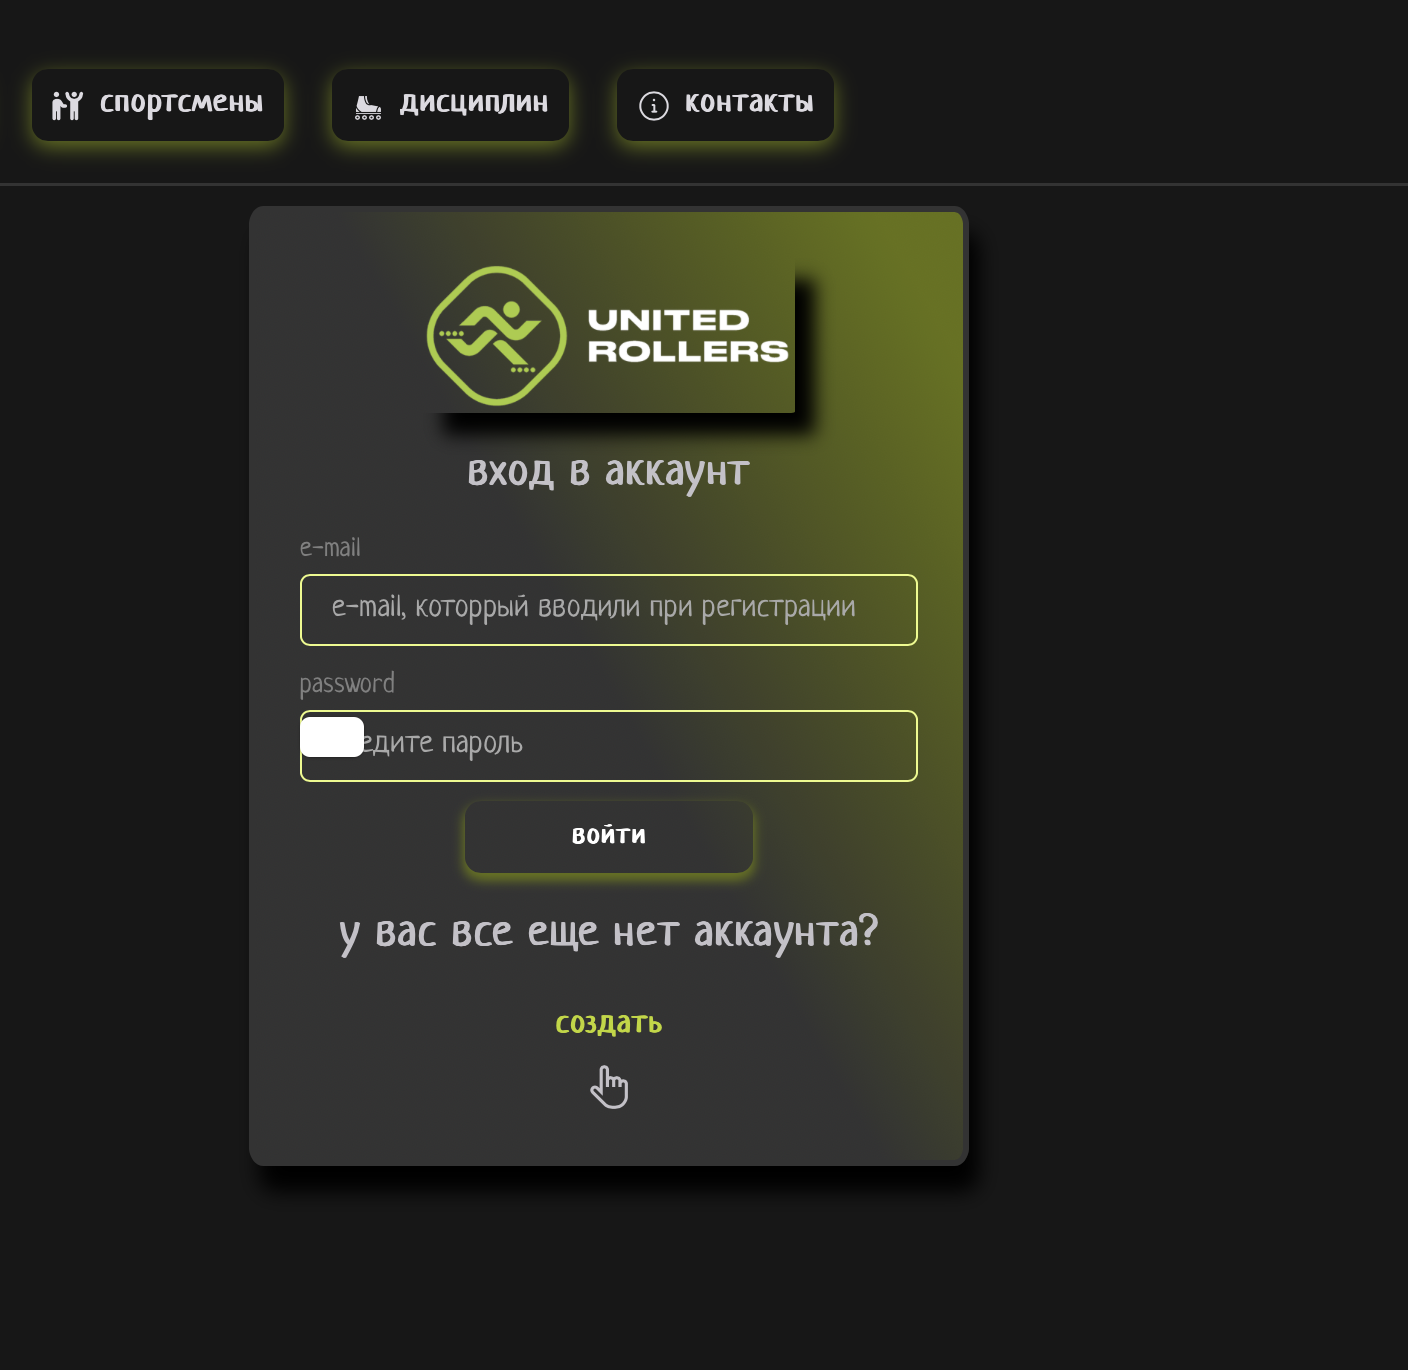 спортсмены
дисциплин
контакты
UNITED
ROLLERS
вход в аккаунт
e-mail
e-mail, которрый вводили при регистрации
password
едите пароль
войти
у вас все еще нет аккаунта?
создать